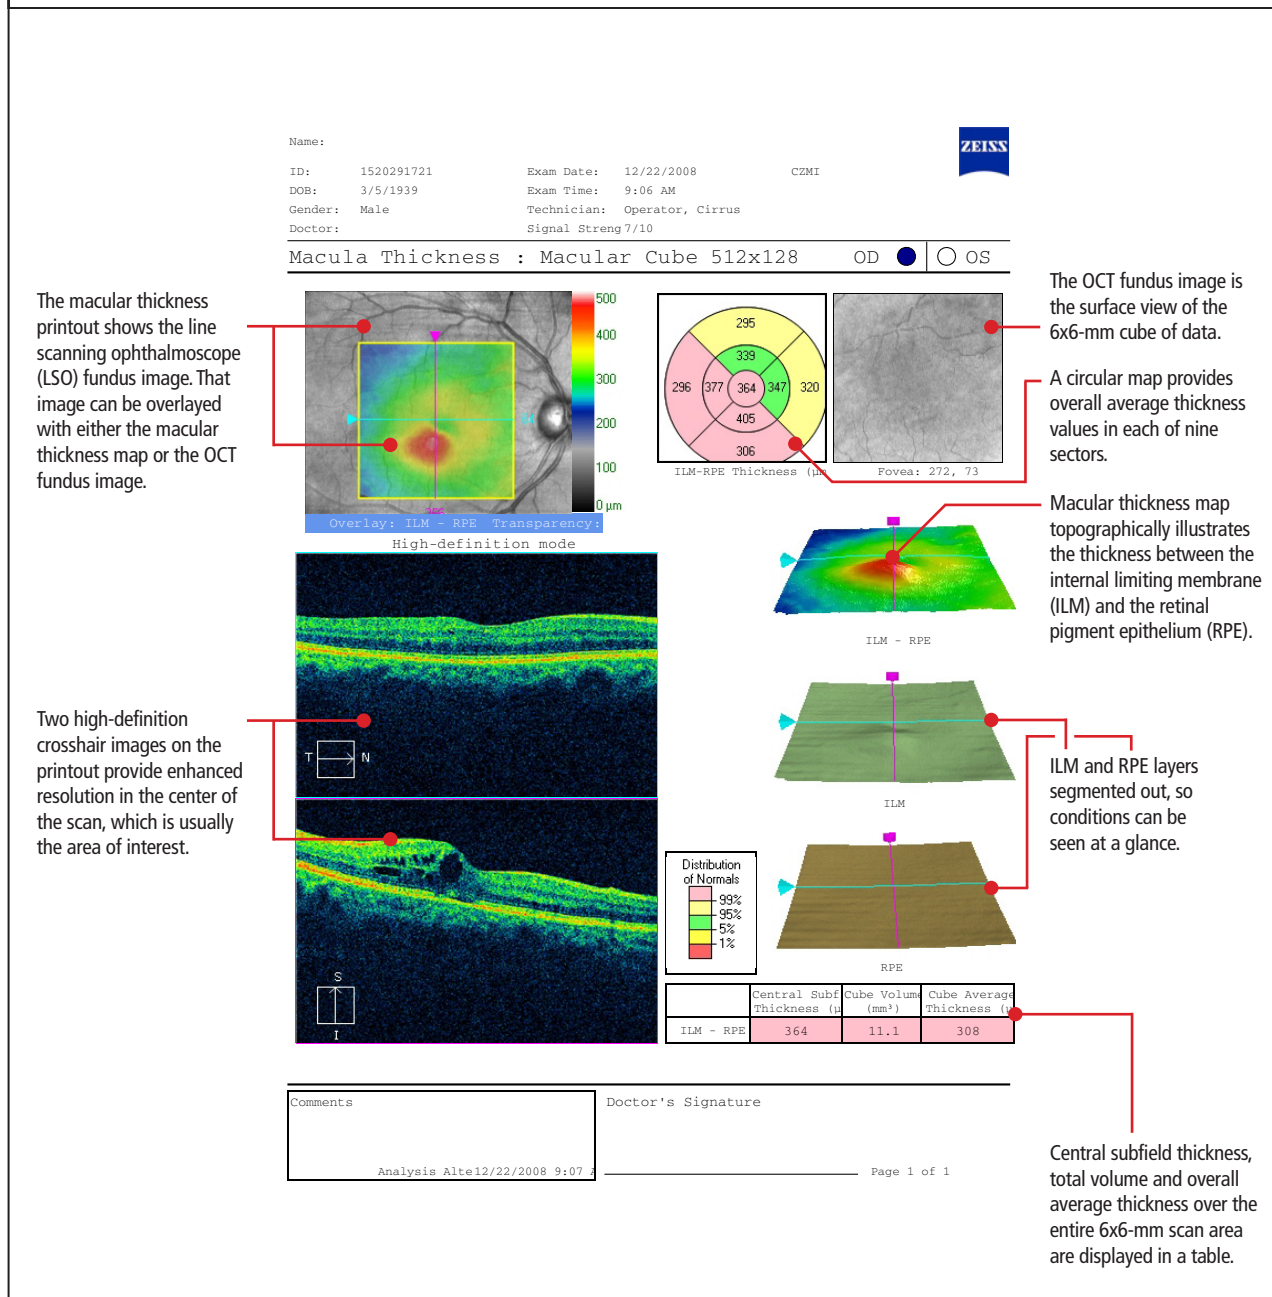 Name:
ZEISS
ID: 1520291721 Exam Date: 12/22/2008 CZMI
DOB: 3/5/1939 Exam Time: 9:06 AM
Gender: Male Technician: Operator, Cirrus
Doctor: Signal Streng 7/10
Macula Thickness : Macular Cube 512x128 OD OS
The macular thickness
printout shows the line
scanning ophthalmoscope
(LSO) fundus image. That
image can be overlayed
with either the macular
thickness map or the OCT
fundus image.
500
400
300
200
100
0 µm
Overlay: ILM - RPE Transparency:
295
339
296 377 364 347 320
405
306
ILM-RPE Thickness (µm
Fovea: 272, 73
The OCT fundus image is
the surface view of the
6x6-mm cube of data.
A circular map provides
overall average thickness
values in each of nine
sectors.
Macular thickness map
topographically illustrates
the thickness between the
internal limiting membrane
(ILM) and the retinal
pigment epithelium (RPE).
High-definition mode
T N
ILM - RPE
ILM
RPE
Two high-definition
crosshair images on the
printout provide enhanced
resolution in the center of
the scan, which is usually
the area of interest.
ILM and RPE layers
segmented out, so
conditions can be
seen at a glance.
S
I
Distribution
of Normals
99%
95%
5%
1%
Central Subf Cube Volume Cube Average
Thickness (µ (mm³) Thickness (µ
ILM - RPE 364 11.1 308
Comments
Doctor's Signature
Analysis Alte 12/22/2008 9:07 A
Page 1 of 1
Central subfield thickness,
total volume and overall
average thickness over the
entire 6x6-mm scan area
are displayed in a table.